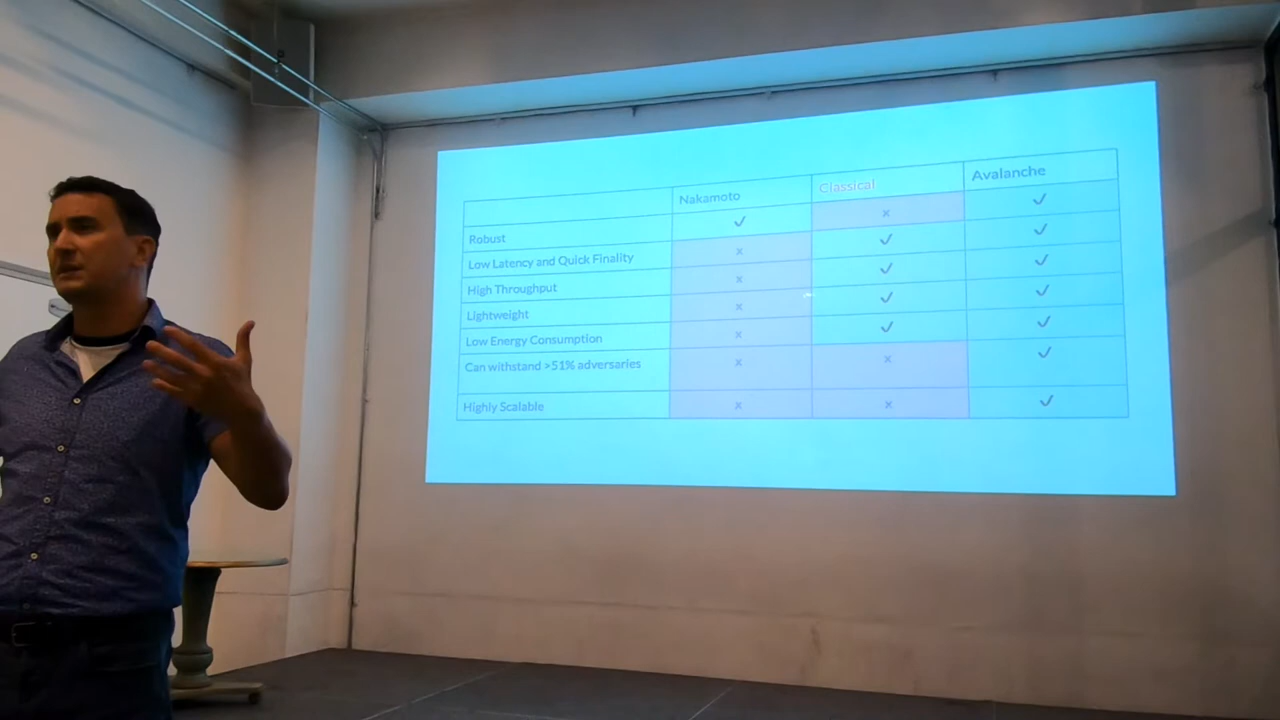 Nakamoto Classical Avalanche
Robust ✓ x ✓
Low Latency and Quick Finality x ✓ ✓
High Throughput x ✓ ✓
Lightweight x ✓ ✓
Low Energy Consumption x ✓ ✓
Can withstand >51% adversaries x x ✓
Highly Scalable x x ✓